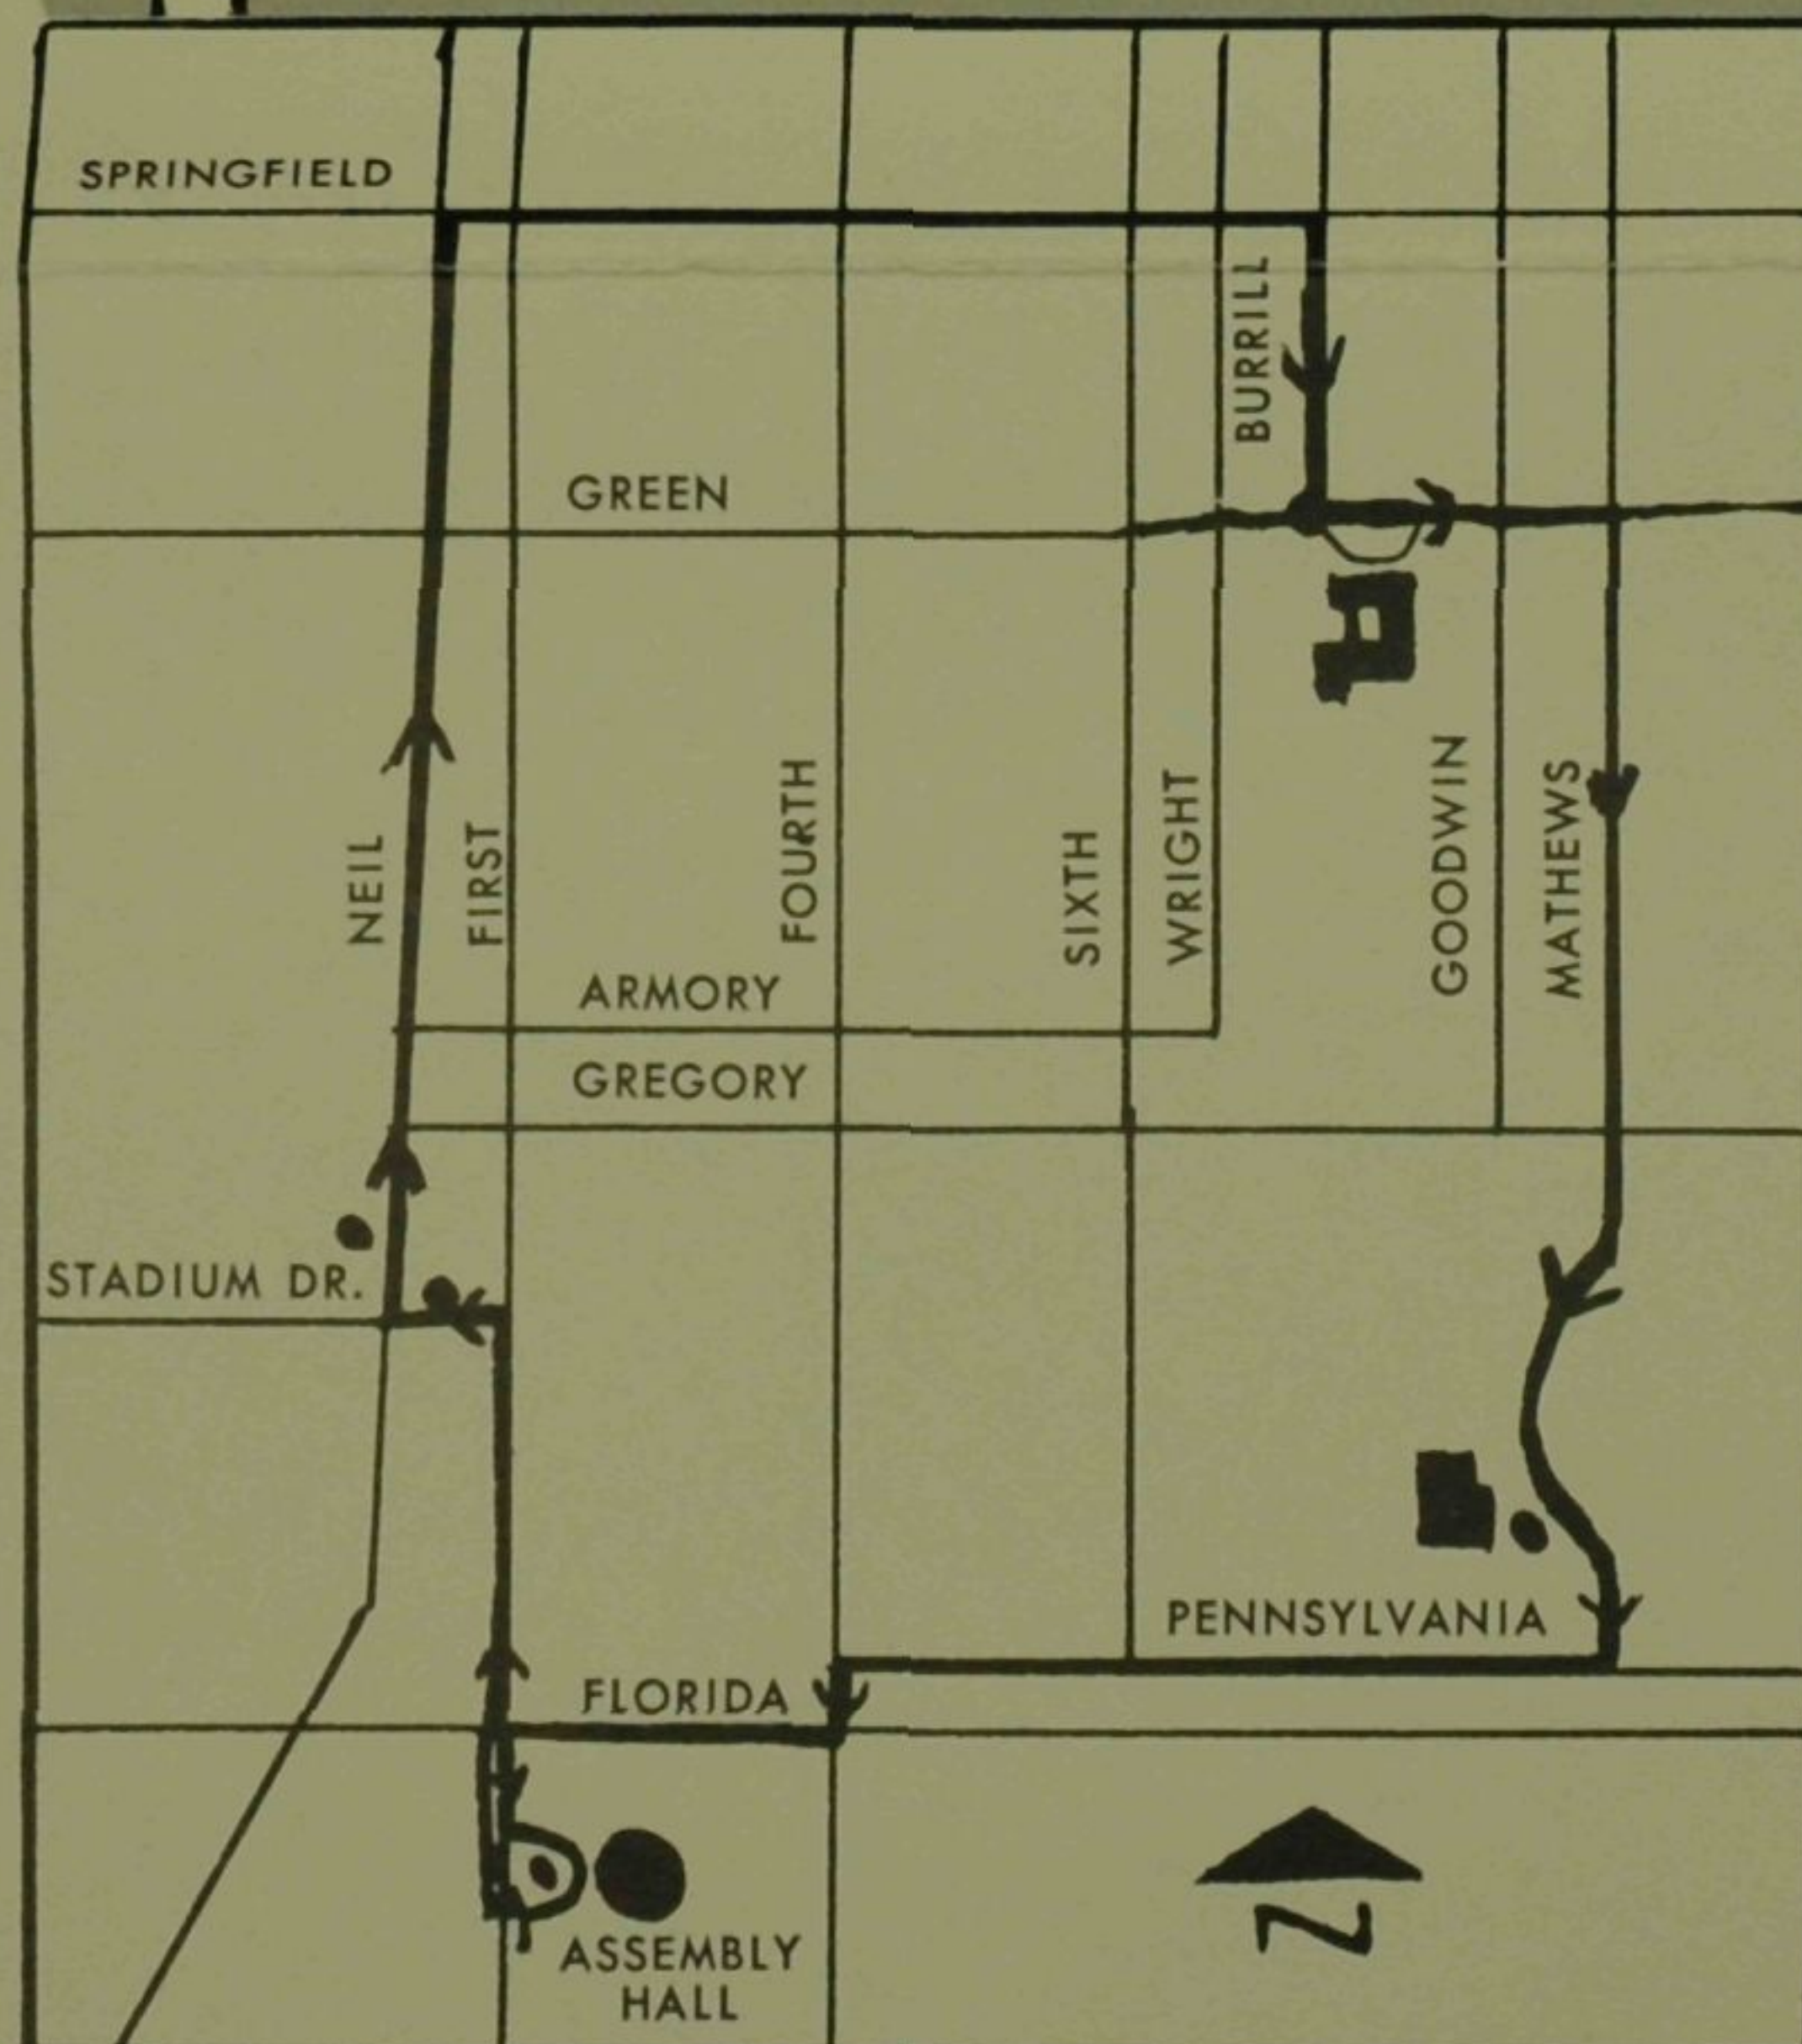 SPRINGFIELD
BURRILL
GREEN
NEIL
FIRST
FOURTH
SIXTH
WRIGHT
GOODWIN
MATHEWS
ARMORY
GREGORY
STADIUM DR.
PENNSYLVANIA
FLORIDA
ASSEMBLY
HALL
N